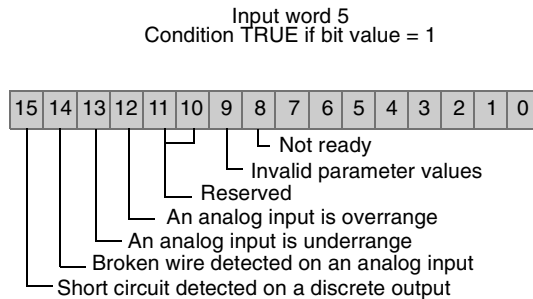 Input word 5
Condition TRUE if bit value = 1
15 14 13 12 11 10 9 8 7 6 5 4 3 2 1 0
Not ready
Invalid parameter values
Reserved
An analog input is overrange
An analog input is underrange
Broken wire detected on an analog input
Short circuit detected on a discrete output